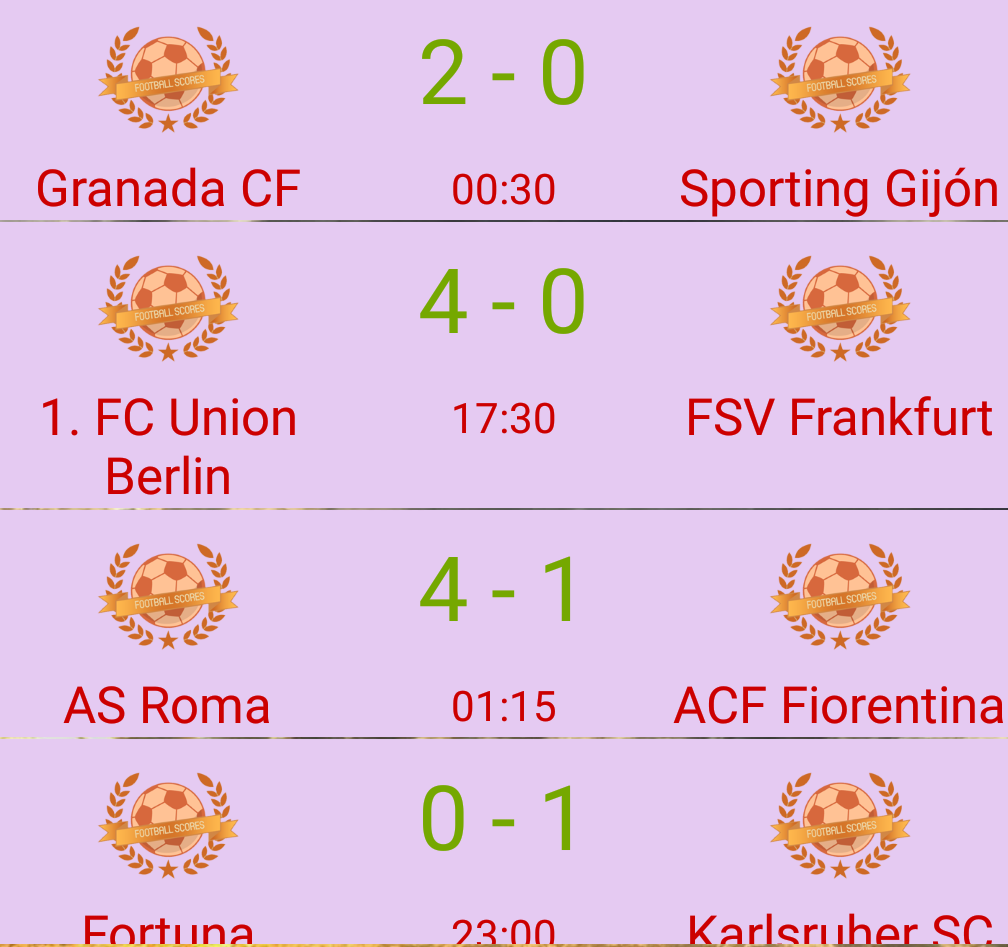 FOOTBALL SCORES
2 - 0
FOOTBALL SCORES
Granada CF
00:30
Sporting Gijón
FOOTBALL SCORES
4 - 0
FOOTBALL SCORES
1. FC Union
Berlin
17:30
FSV Frankfurt
FOOTBALL SCORES
4 - 1
FOOTBALL SCORES
AS Roma
01:15
ACF Fiorentina
FOOTBALL SCORES
0 - 1
FOOTBALL SCORES
Fortuna
23:00
Karlsruher SC